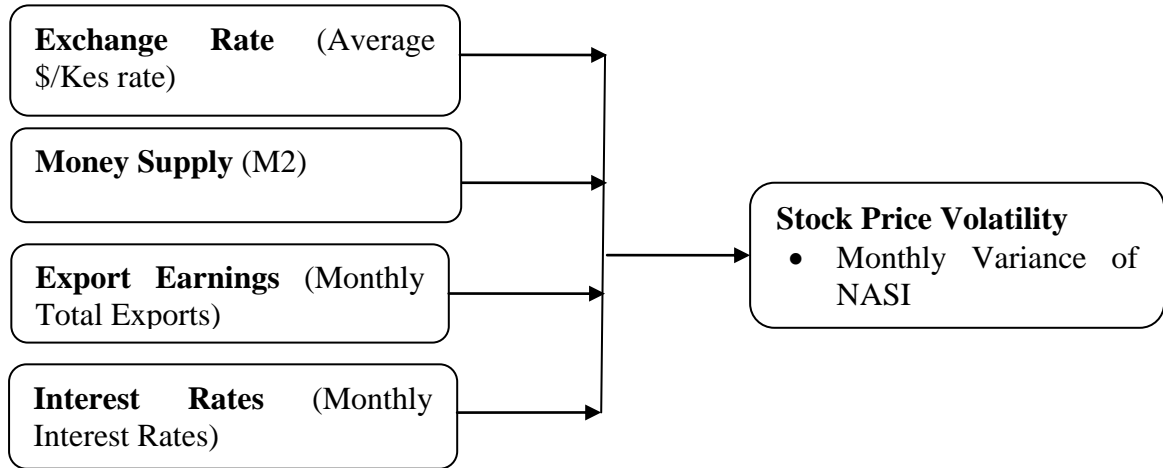 Exchange Rate (Average
$/Kes rate)
Money Supply (M2)
Export Earnings (Monthly
Total Exports)
Interest Rates (Monthly
Interest Rates)
Stock Price Volatility
• Monthly Variance of
NASI